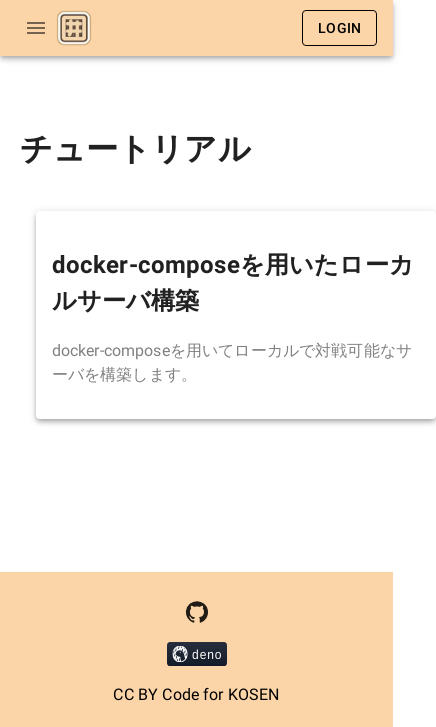 LOGIN
チュートリアル
docker-composeを用いたローカ
ルサーバ構築
docker-composeを用いてローカルで対戦可能なサ
ーバを構築します。
deno
CC BY Code for KOSEN